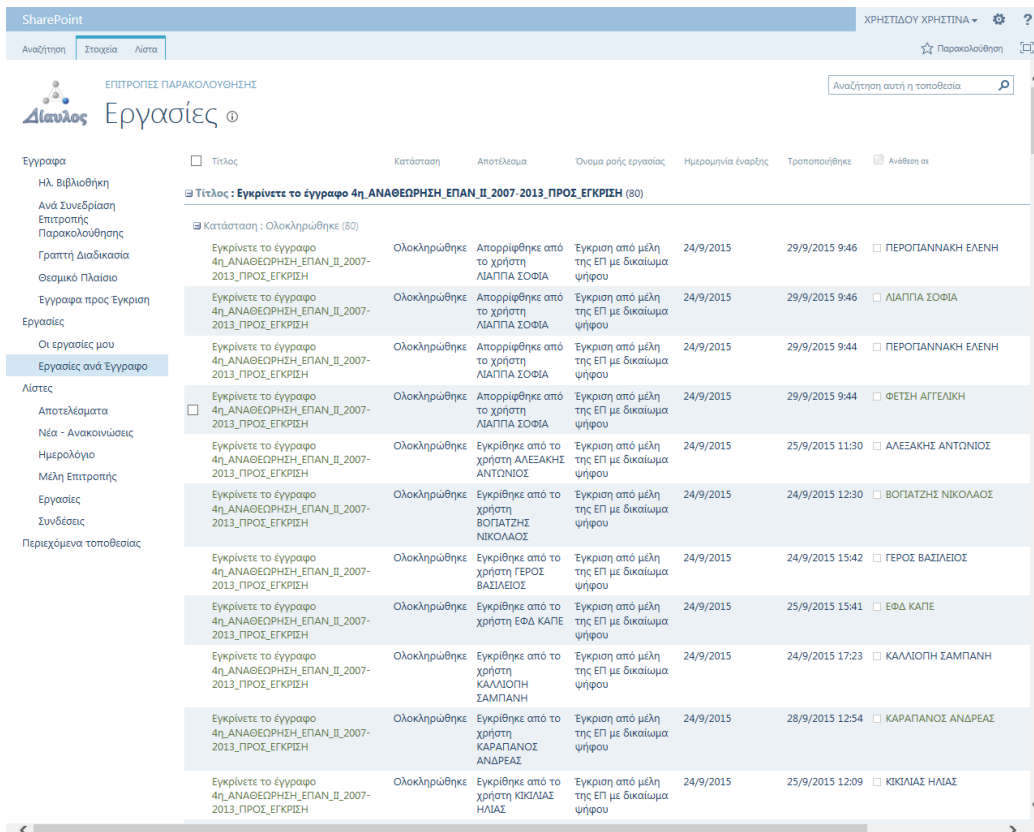 SharePoint
ΧΡΗΣΤΙΔΟΥ ΧΡΗΣΤΙΝΑ
?
Αναζήτηση Στοιχεία Λίστα
Παρακολούθηση
ΕΠΙΤΡΟΠΕΣ ΠΑΡΑΚΟΛΟΥΘΗΣΗΣ
Αναζήτηση αυτή η τοποθεσία
Δίαυλος
Εργασίες
Έγγραφα
Ηλ. Βιβλιοθήκη
Ανά Συνεδρίαση
Επιτροπής
Παρακολούθησης
Γραπτή Διαδικασία
Θεσμικό Πλαίσιο
Έγγραφα προς Έγκριση
Εργασίες
Οι εργασίες μου
Εργασίες ανά Έγγραφο
Λίστες
Αποτελέσματα
Νέα - Ανακοινώσεις
Ημερολόγιο
Μέλη Επιτροπής
Εργασίες
Συνδέσεις
Περιεχόμενα τοποθεσίας
Τίτλος Κατάσταση Αποτέλεσμα Όνομα ροής εργασίας Ημερομηνία έναρξης Τροποποιήθηκε Ανάθεση σε
Τίτλος : Εγκρίνετε το έγγραφο 4η_ΑΝΑΘΕΩΡΗΣΗ_ΕΠΑΝ_ΙΙ_2007-2013_ΠΡΟΣ_ΕΓΚΡΙΣΗ (80)
Κατάσταση : Ολοκληρώθηκε (80)
Εγκρίνετε το έγγραφο Ολοκληρώθηκε Απορρίφθηκε από Έγκριση από μέλη 24/9/2015 29/9/2015 9:46 ΠΕΡΟΓΙΑΝΝΑΚΗ ΕΛΕΝΗ
4η_ΑΝΑΘΕΩΡΗΣΗ_ΕΠΑΝ_ΙΙ_2007- το χρήστη της ΕΠ με δικαίωμα
2013_ΠΡΟΣ_ΕΓΚΡΙΣΗ ΛΙΑΠΠΑ ΣΟΦΙΑ ψήφου
Εγκρίνετε το έγγραφο Ολοκληρώθηκε Απορρίφθηκε από Έγκριση από μέλη 24/9/2015 29/9/2015 9:46 ΛΙΑΠΠΑ ΣΟΦΙΑ
4η_ΑΝΑΘΕΩΡΗΣΗ_ΕΠΑΝ_ΙΙ_2007- το χρήστη της ΕΠ με δικαίωμα
2013_ΠΡΟΣ_ΕΓΚΡΙΣΗ ΛΙΑΠΠΑ ΣΟΦΙΑ ψήφου
Εγκρίνετε το έγγραφο Ολοκληρώθηκε Απορρίφθηκε από Έγκριση από μέλη 24/9/2015 29/9/2015 9:44 ΠΕΡΟΓΙΑΝΝΑΚΗ ΕΛΕΝΗ
4η_ΑΝΑΘΕΩΡΗΣΗ_ΕΠΑΝ_ΙΙ_2007- το χρήστη της ΕΠ με δικαίωμα
2013_ΠΡΟΣ_ΕΓΚΡΙΣΗ ΛΙΑΠΠΑ ΣΟΦΙΑ ψήφου
Εγκρίνετε το έγγραφο Ολοκληρώθηκε Απορρίφθηκε από Έγκριση από μέλη 24/9/2015 29/9/2015 9:44 ΦΕΤΣΗ ΑΓΓΕΛΙΚΗ
4η_ΑΝΑΘΕΩΡΗΣΗ_ΕΠΑΝ_ΙΙ_2007- το χρήστη της ΕΠ με δικαίωμα
2013_ΠΡΟΣ_ΕΓΚΡΙΣΗ ΛΙΑΠΠΑ ΣΟΦΙΑ ψήφου
Εγκρίνετε το έγγραφο Ολοκληρώθηκε Εγκρίθηκε από το Έγκριση από μέλη 24/9/2015 25/9/2015 11:30 ΑΛΕΞΑΚΗΣ ΑΝΤΩΝΙΟΣ
4η_ΑΝΑΘΕΩΡΗΣΗ_ΕΠΑΝ_ΙΙ_2007- χρήστη ΑΛΕΞΑΚΗΣ της ΕΠ με δικαίωμα
2013_ΠΡΟΣ_ΕΓΚΡΙΣΗ ΑΝΤΩΝΙΟΣ ψήφου
Εγκρίνετε το έγγραφο Ολοκληρώθηκε Εγκρίθηκε από το Έγκριση από μέλη 24/9/2015 24/9/2015 12:30 ΒΟΓΙΑΤΖΗΣ ΝΙΚΟΛΑΟΣ
4η_ΑΝΑΘΕΩΡΗΣΗ_ΕΠΑΝ_ΙΙ_2007- χρήστη της ΕΠ με δικαίωμα
2013_ΠΡΟΣ_ΕΓΚΡΙΣΗ ΒΟΓΙΑΤΖΗΣ ψήφου
ΝΙΚΟΛΑΟΣ
Εγκρίνετε το έγγραφο Ολοκληρώθηκε Εγκρίθηκε από το Έγκριση από μέλη 24/9/2015 24/9/2015 15:42 ΓΕΡΟΣ ΒΑΣΙΛΕΙΟΣ
4η_ΑΝΑΘΕΩΡΗΣΗ_ΕΠΑΝ_ΙΙ_2007- χρήστη ΓΕΡΟΣ της ΕΠ με δικαίωμα
2013_ΠΡΟΣ_ΕΓΚΡΙΣΗ ΒΑΣΙΛΕΙΟΣ ψήφου
Εγκρίνετε το έγγραφο Ολοκληρώθηκε Εγκρίθηκε από το Έγκριση από μέλη 24/9/2015 25/9/2015 15:41 ΕΦΔ ΚΑΠΕ
4η_ΑΝΑΘΕΩΡΗΣΗ_ΕΠΑΝ_ΙΙ_2007- χρήστη ΕΦΔ ΚΑΠΕ της ΕΠ με δικαίωμα
2013_ΠΡΟΣ_ΕΓΚΡΙΣΗ ψήφου
Εγκρίνετε το έγγραφο Ολοκληρώθηκε Εγκρίθηκε από το Έγκριση από μέλη 24/9/2015 24/9/2015 17:23 ΚΑΛΛΙΟΠΗ ΣΑΜΠΑΝΗ
4η_ΑΝΑΘΕΩΡΗΣΗ_ΕΠΑΝ_ΙΙ_2007- χρήστη της ΕΠ με δικαίωμα
2013_ΠΡΟΣ_ΕΓΚΡΙΣΗ ΚΑΛΛΙΟΠΗ ψήφου
ΣΑΜΠΑΝΗ
Εγκρίνετε το έγγραφο Ολοκληρώθηκε Εγκρίθηκε από το Έγκριση από μέλη 24/9/2015 28/9/2015 12:54 ΚΑΡΑΠΑΝΟΣ ΑΝΔΡΕΑΣ
4η_ΑΝΑΘΕΩΡΗΣΗ_ΕΠΑΝ_ΙΙ_2007- χρήστη της ΕΠ με δικαίωμα
2013_ΠΡΟΣ_ΕΓΚΡΙΣΗ ΚΑΡΑΠΑΝΟΣ ψήφου
ΑΝΔΡΕΑΣ
Εγκρίνετε το έγγραφο Ολοκληρώθηκε Εγκρίθηκε από το Έγκριση από μέλη 24/9/2015 25/9/2015 12:09 ΚΙΚΙΛΙΑΣ ΗΛΙΑΣ
4η_ΑΝΑΘΕΩΡΗΣΗ_ΕΠΑΝ_ΙΙ_2007- χρήστη ΚΙΚΙΛΙΑΣ της ΕΠ με δικαίωμα
2013_ΠΡΟΣ_ΕΓΚΡΙΣΗ ΗΛΙΑΣ ψήφου